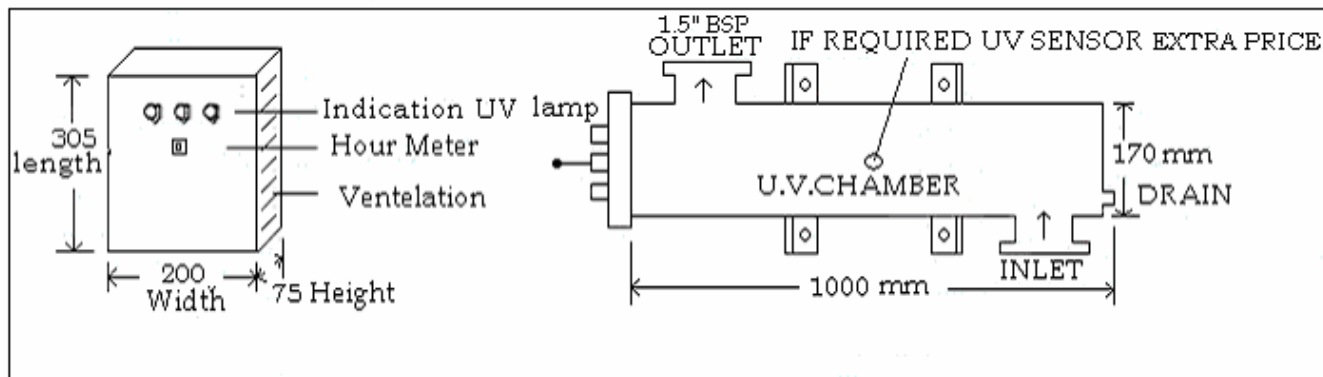 305
length
200
Width
75 Height
Indication UV lamp
Hour Meter
Ventelation
1.5" BSP
OUTLET
IF REQUIRED UV SENSOR EXTRA PRICE
U.V.CHAMBER
170 mm
DRAIN
INLET
1000 mm